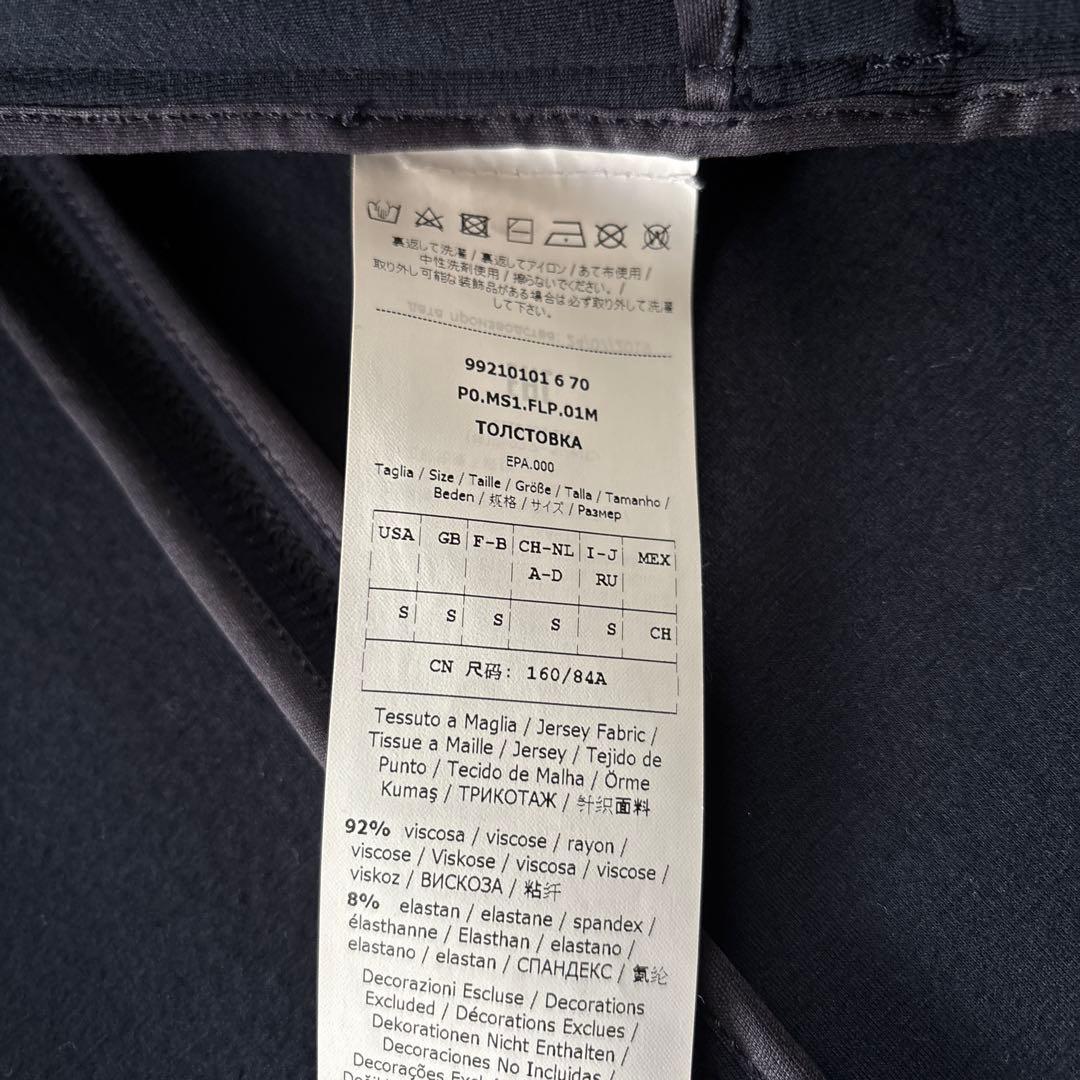 裏返して洗濯 / 裏返してアイロン / あて布使用 /
中性洗剤使用 / 擦らないでください。 /
取り外し可能な装飾品がある場合は必ず取り外して洗濯
して下さい。
99210101 6 70
P0.MS1.FLP.01M
ТОЛСТОВКА
EPA.000
Taglia / Size / Taille / Größe / Talla / Tamanho /
Beden / 规格 / サイズ / Размер
USA GB F-B CH-NL I-J MEX
A-D RU
S S S S S CH
CN 尺码: 160/84A
Tessuto a Maglia / Jersey Fabric /
Tissue a Maille / Jersey / Tejido de
Punto / Tecido de Malha / Örme
Kumaş / ТРИКОТАЖ / 针织面料
92% viscosa / viscose / rayon /
viscose / Viskose / viscosa / viscose /
viskoz / ВИСКОЗА / 粘纤
8% elastan / elastane / spandex /
élasthanne / Elasthan / elastano /
elastano / elastan / СПАНДЕКС / 氨纶
Decorazioni Escluse / Decorations
Excluded / Décorations Exclues /
Dekorationen Nicht Enthalten /
Decoraciones No Incluidas /
Decorações